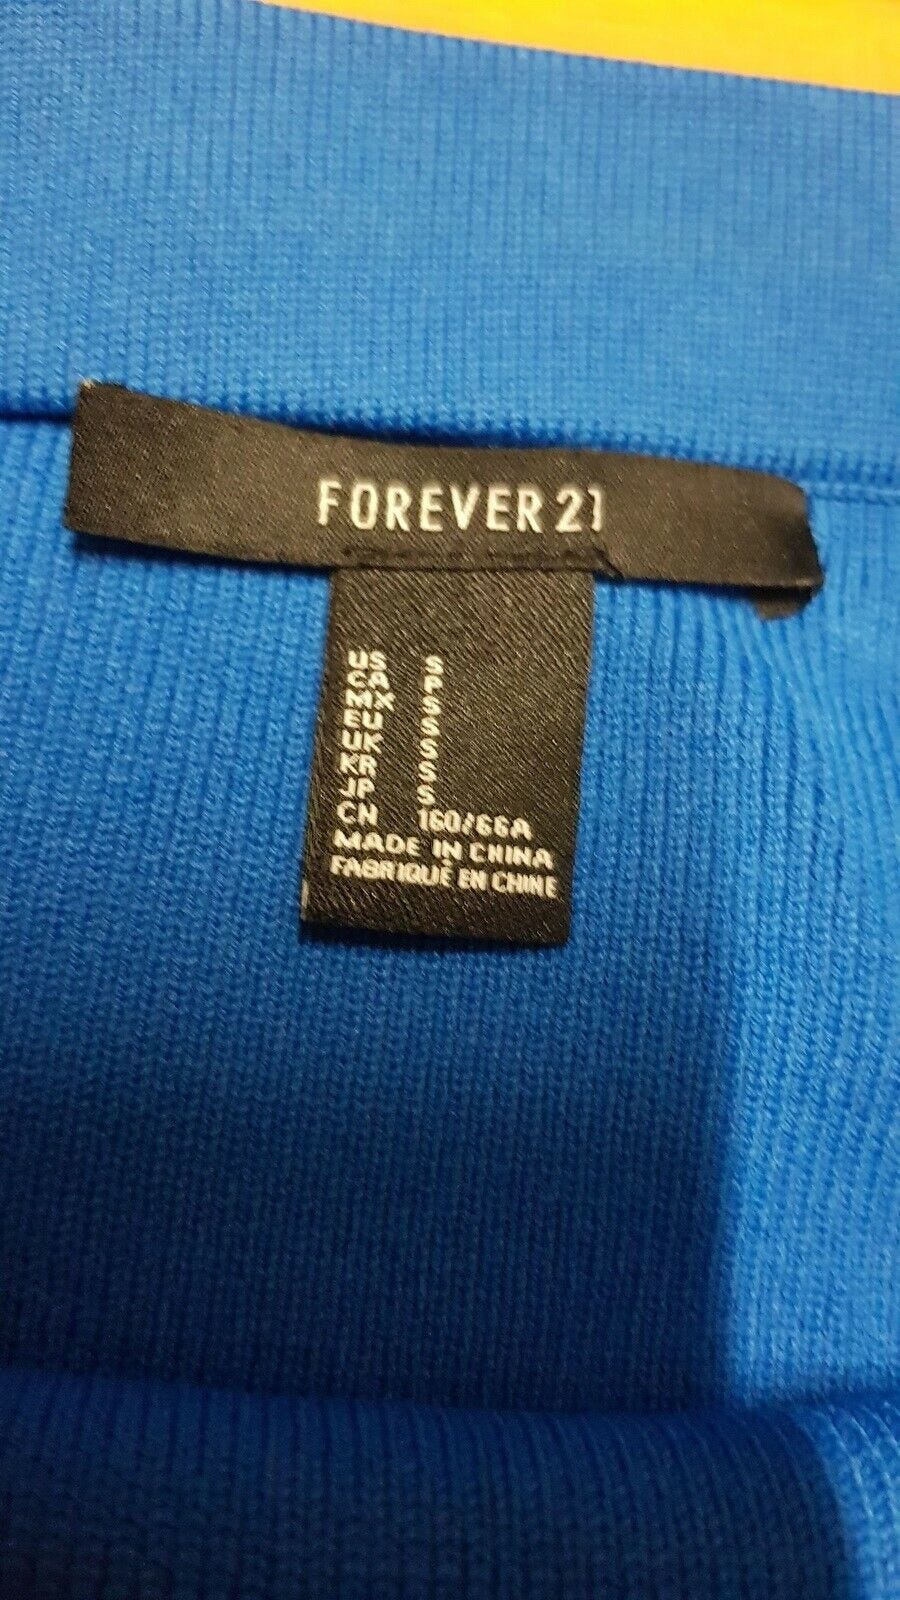 FOREVER 21
US S
CA P
MX S
EU S
UK S
KR S
JP S
CN 160/66A
MADE IN CHINA
FABRIQUÉ EN CHINE